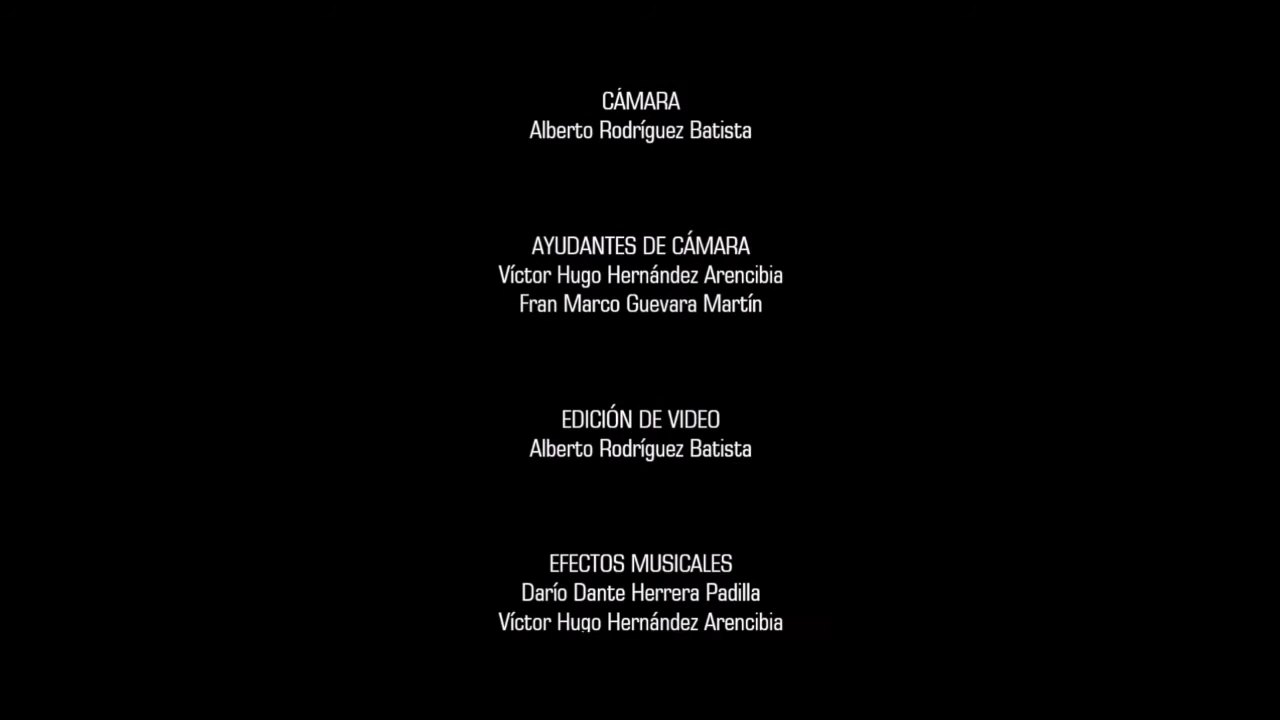 CÁMARA
Alberto Rodríguez Batista
AYUDANTES DE CÁMARA
Víctor Hugo Hernández Arencibia
Fran Marco Guevara Martín
EDICIÓN DE VIDEO
Alberto Rodríguez Batista
EFECTOS MUSICALES
Darío Dante Herrera Padilla
Víctor Hugo Hernández Arencibia